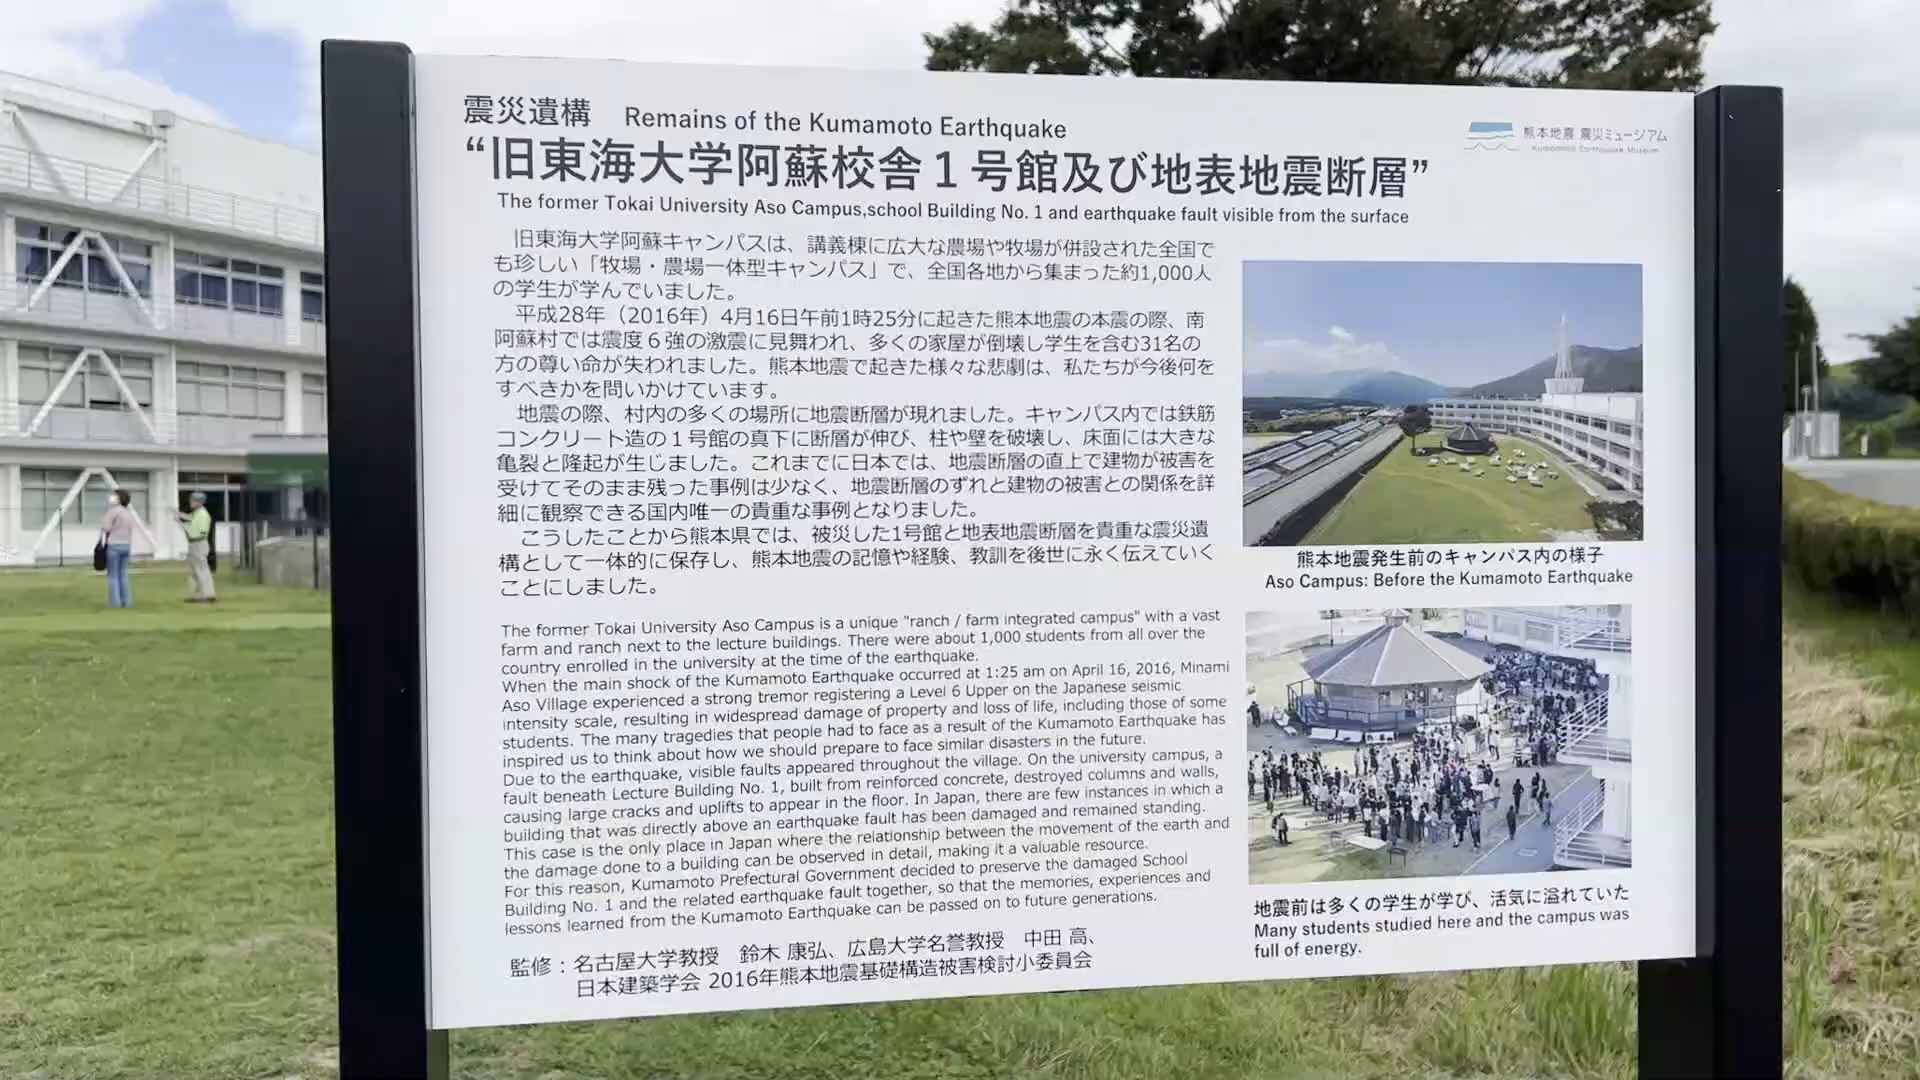 震災遺構 Remains of the Kumamoto Earthquake
“旧東海大学阿蘇校舎1号館及び地表地震断層”
The former Tokai University Aso Campus,school Building No. 1 and earthquake fault visible from the surface
熊本地震 震災ミュージアム
Kumamoto Earthquake Museum
旧東海大学阿蘇キャンパスは、講義棟に広大な農場や牧場が併設された全国で
も珍しい「牧場・農場一体型キャンパス」で、全国各地から集まった約1,000人
の学生が学んでいました。
平成28年（2016年）4月16日午前1時25分に起きた熊本地震の本震の際、南
阿蘇村では震度６強の激震に見舞われ、多くの家屋が倒壊し学生を含む31名の
方の尊い命が失われました。熊本地震で起きた様々な悲劇は、私たちが今後何を
すべきかを問いかけています。
地震の際、村内の多くの場所に地震断層が現れました。キャンパス内では鉄筋
コンクリート造の１号館の真下に断層が伸び、柱や壁を破壊し、床面には大きな
亀裂と隆起が生じました。これまでに日本では、地震断層の直上で建物が被害を
受けてそのまま残った事例は少なく、地震断層のずれと建物の被害との関係を詳
細に観察できる国内唯一の貴重な事例となりました。
こうしたことから熊本県では、被災した1号館と地表地震断層を貴重な震災遺
構として一体的に保存し、熊本地震の記憶や経験、教訓を後世に永く伝えていく
ことにしました。
The former Tokai University Aso Campus is a unique "ranch / farm integrated campus" with a vast
farm and ranch next to the lecture buildings. There were about 1,000 students from all over the
country enrolled in the university at the time of the earthquake.
When the main shock of the Kumamoto Earthquake occurred at 1:25 am on April 16, 2016, Minami
Aso Village experienced a strong tremor registering a Level 6 Upper on the Japanese seismic
intensity scale, resulting in widespread damage of property and loss of life, including those of some
students. The many tragedies that people had to face as a result of the Kumamoto Earthquake has
inspired us to think about how we should prepare to face similar disasters in the future.
Due to the earthquake, visible faults appeared throughout the village. On the university campus, a
fault beneath Lecture Building No. 1, built from reinforced concrete, destroyed columns and walls,
causing large cracks and uplifts to appear in the floor. In Japan, there are few instances in which a
building that was directly above an earthquake fault has been damaged and remained standing.
This case is the only place in Japan where the relationship between the movement of the earth and
the damage done to a building can be observed in detail, making it a valuable resource.
For this reason, Kumamoto Prefectural Government decided to preserve the damaged School
Building No. 1 and the related earthquake fault together, so that the memories, experiences and
lessons learned from the Kumamoto Earthquake can be passed on to future generations.
監修：名古屋大学教授 鈴木 康弘、広島大学名誉教授 中田 高、
日本建築学会 2016年熊本地震基礎構造被害検討小委員会
熊本地震発生前のキャンパス内の様子
Aso Campus: Before the Kumamoto Earthquake
地震前は多くの学生が学び、活気に溢れていた
Many students studied here and the campus was
full of energy.